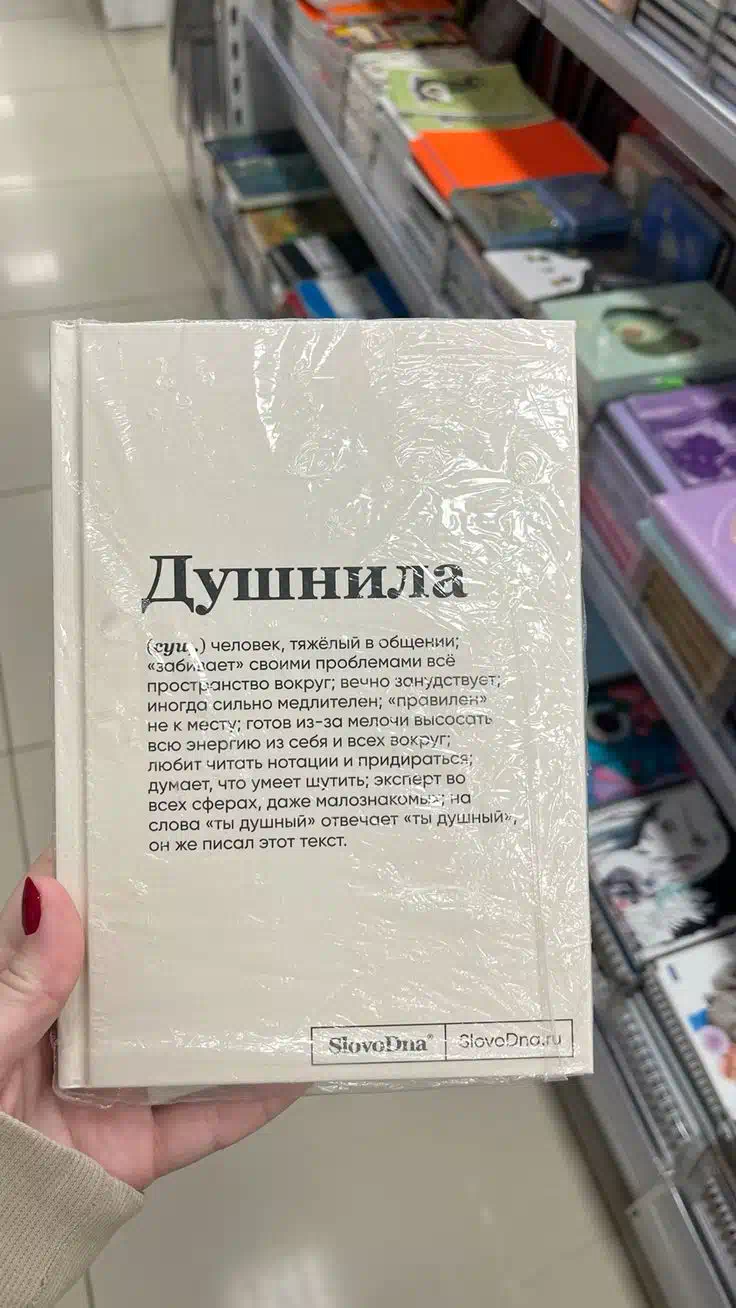 Душнила
(сущ.) человек, тяжёлый в общении;
«забивает» своими проблемами всё
пространство вокруг; вечно занудствует;
иногда сильно медлителен; «правилен»
не к месту; готов из-за мелочи высосать
всю энергию из себя и всех вокруг;
любит читать нотации и придираться;
думает, что умеет шутить; эксперт во
всех сферах, даже малознакомых; на
слова «ты душный» отвечает «ты душный»,
он же писал этот текст.
SlovoDna®
SlovoDna.ru